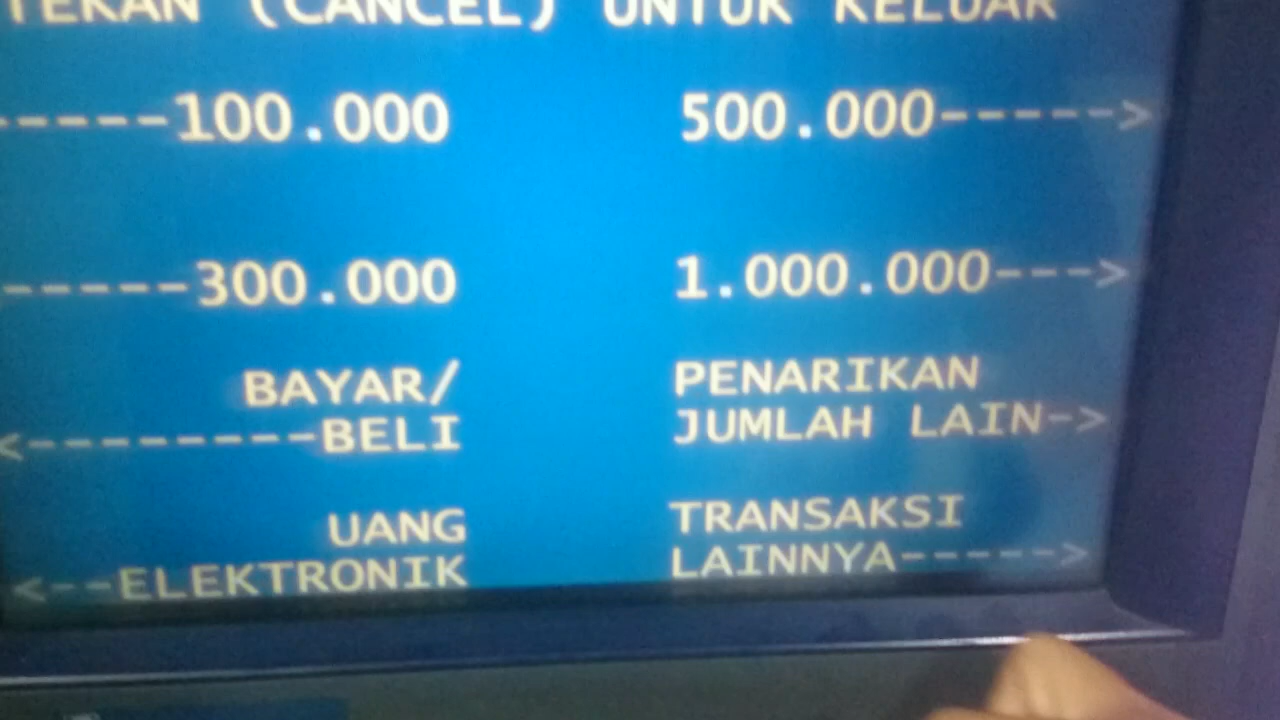 TEKAN (CANCEL) UNTUK KELUAR
-----100.000 500.000----->
-----300.000 1.000.000--->
BAYAR/ PENARIKAN
<---------BELI JUMLAH LAIN->
UANG TRANSAKSI
<--ELEKTRONIK LAINNYA----->